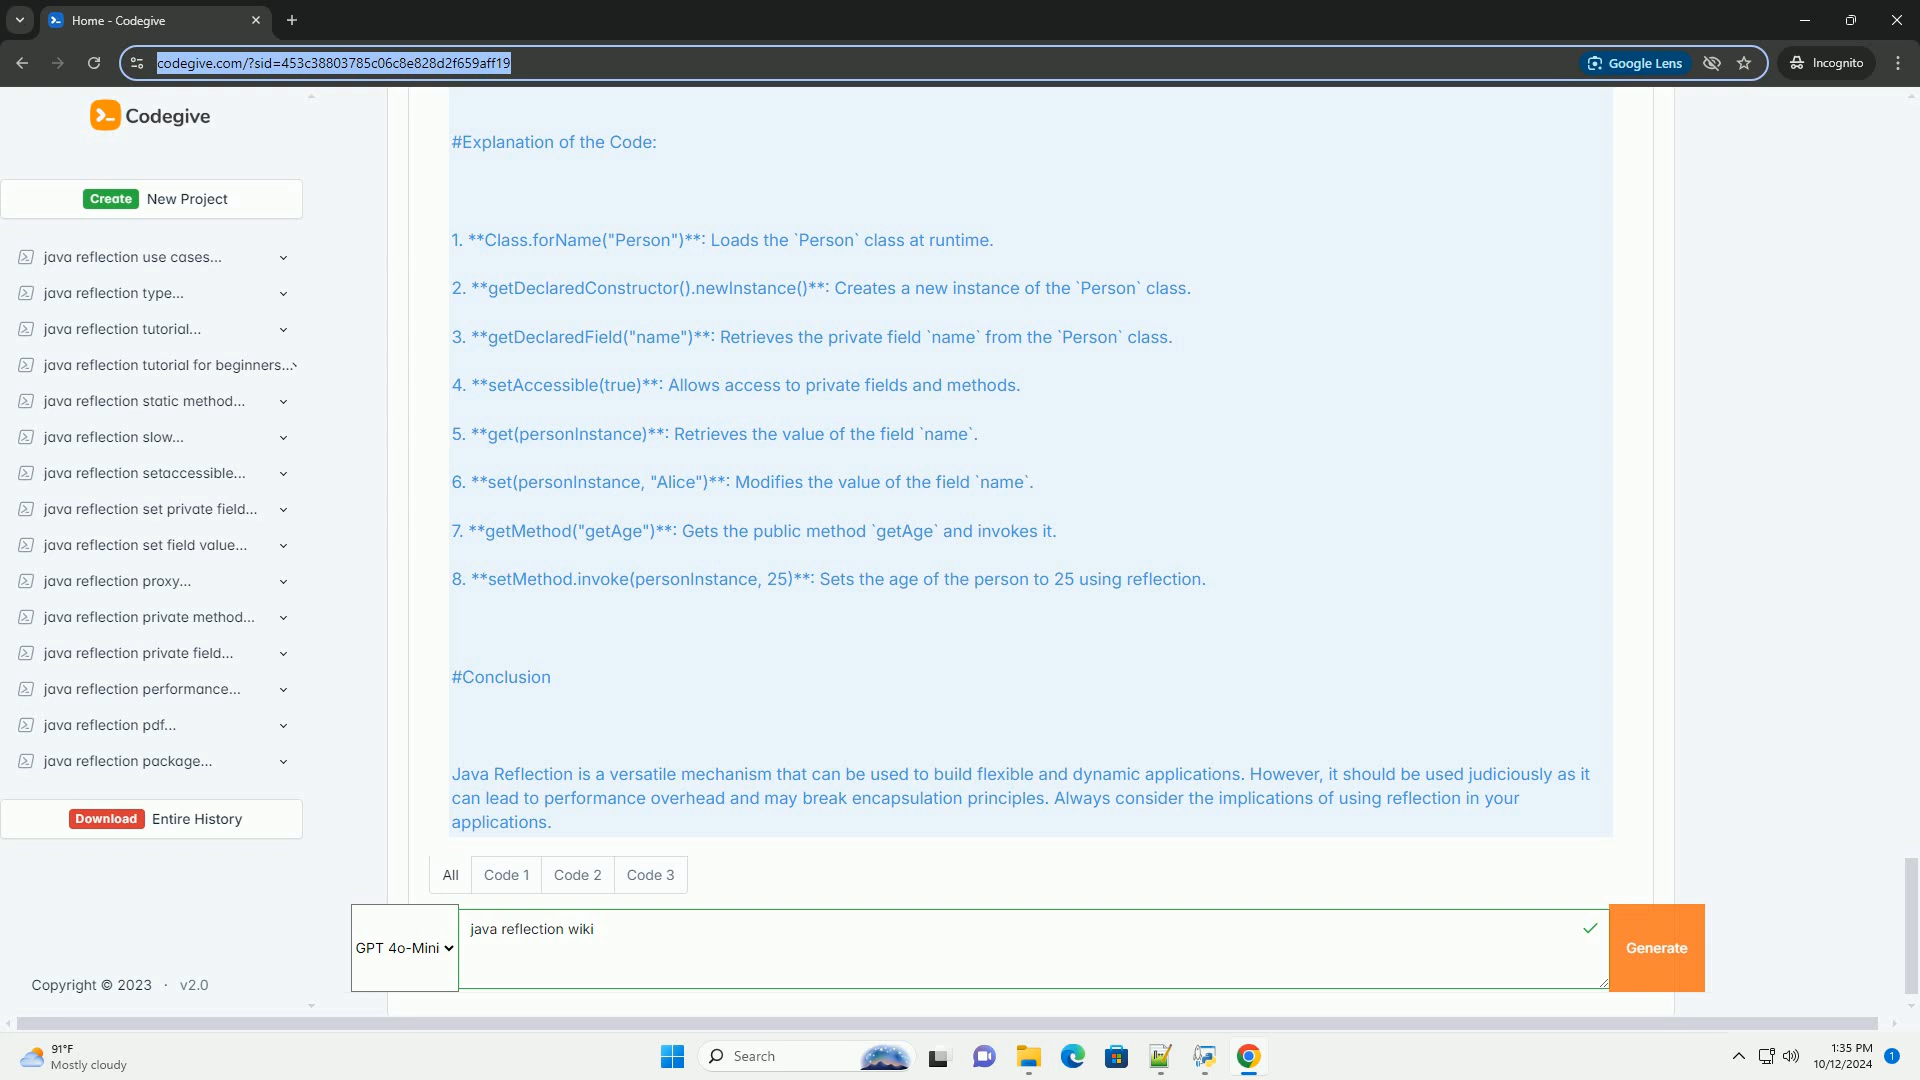 Home - Codegive
codegive.com/?sid=453c38803785c06c8e828d2f659aff19
Google Lens
Incognito
Codegive
Create New Project
java reflection use cases...
java reflection type...
java reflection tutorial...
java reflection tutorial for beginners...
java reflection static method...
java reflection slow...
java reflection setaccessible...
java reflection set private field...
java reflection set field value...
java reflection proxy...
java reflection private method...
java reflection private field...
java reflection performance...
java reflection pdf...
java reflection package...
Download Entire History
Copyright © 2023 · v2.0
#Explanation of the Code:
1. **Class.forName("Person")**: Loads the `Person` class at runtime.
2. **getDeclaredConstructor().newInstance()**: Creates a new instance of the `Person` class.
3. **getDeclaredField("name")**: Retrieves the private field `name` from the `Person` class.
4. **setAccessible(true)**: Allows access to private fields and methods.
5. **get(personInstance)**: Retrieves the value of the field `name`.
6. **set(personInstance, "Alice")**: Modifies the value of the field `name`.
7. **getMethod("getAge")**: Gets the public method `getAge` and invokes it.
8. **setMethod.invoke(personInstance, 25)**: Sets the age of the person to 25 using reflection.
#Conclusion
Java Reflection is a versatile mechanism that can be used to build flexible and dynamic applications. However, it should be used judiciously as it
can lead to performance overhead and may break encapsulation principles. Always consider the implications of using reflection in your
applications.
All Code 1 Code 2 Code 3
GPT 4o-Mini
java reflection wiki
Generate
91°F
Mostly cloudy
Search
1:35 PM
10/12/2024
1